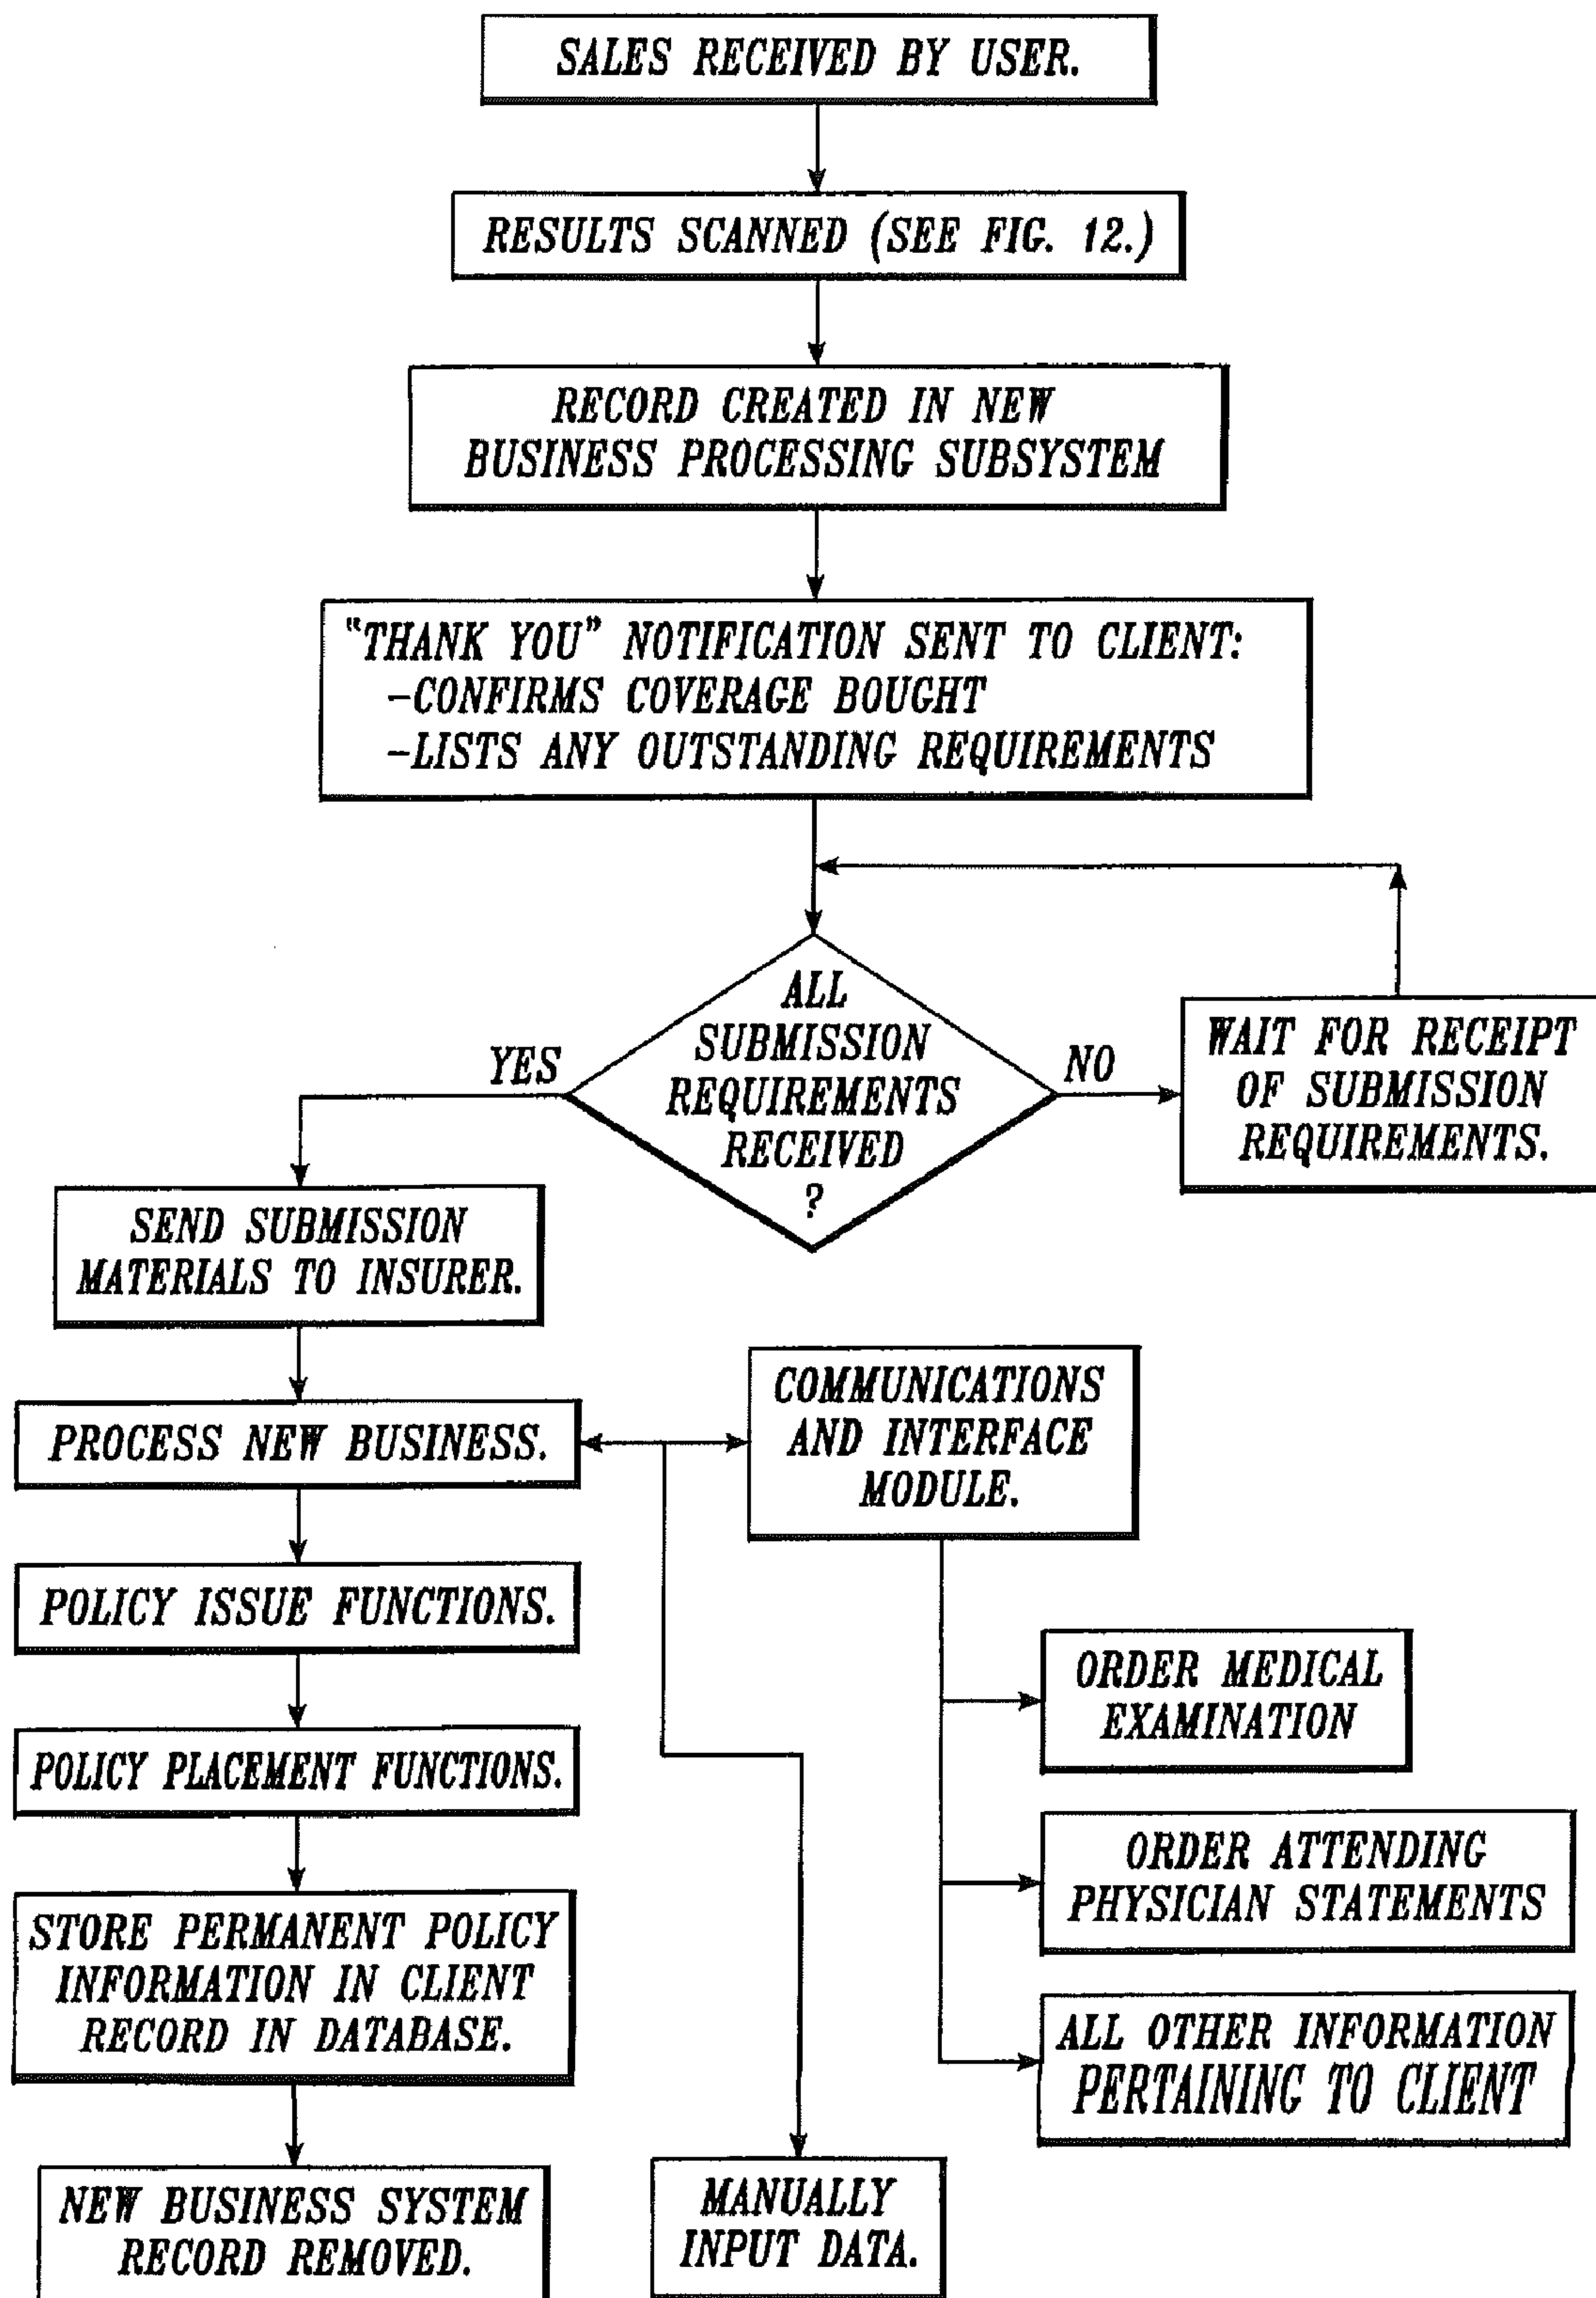 SALES RECEIVED BY USER.
RESULTS SCANNED (SEE FIG. 12.)
RECORD CREATED IN NEW
BUSINESS PROCESSING SUBSYSTEM
"THANK YOU" NOTIFICATION SENT TO CLIENT:
-CONFIRMS COVERAGE BOUGHT
-LISTS ANY OUTSTANDING REQUIREMENTS
ALL
SUBMISSION
REQUIREMENTS
RECEIVED
?
YES
NO
WAIT FOR RECEIPT
OF SUBMISSION
REQUIREMENTS.
SEND SUBMISSION
MATERIALS TO INSURER.
PROCESS NEW BUSINESS.
COMMUNICATIONS
AND INTERFACE
MODULE.
POLICY ISSUE FUNCTIONS.
ORDER MEDICAL
EXAMINATION
POLICY PLACEMENT FUNCTIONS.
ORDER ATTENDING
PHYSICIAN STATEMENTS
STORE PERMANENT POLICY
INFORMATION IN CLIENT
RECORD IN DATABASE.
ALL OTHER INFORMATION
PERTAINING TO CLIENT
NEW BUSINESS SYSTEM
RECORD REMOVED.
MANUALLY
INPUT DATA.